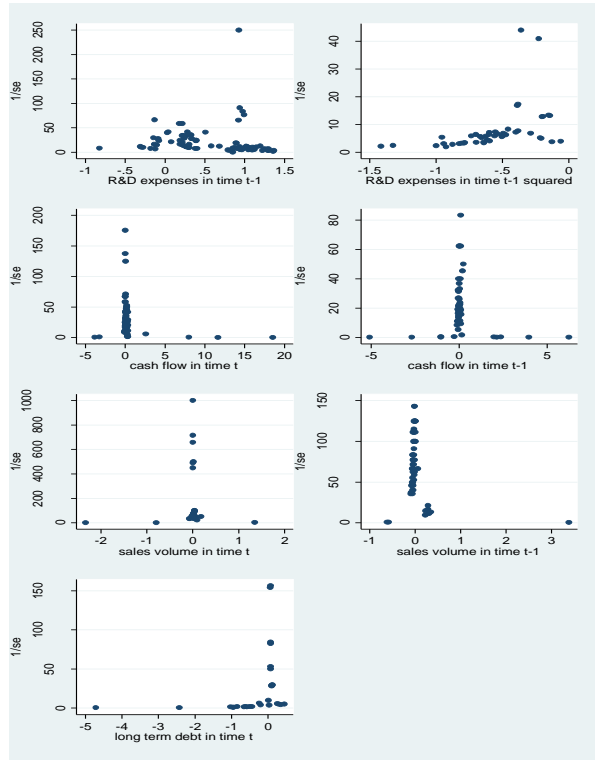 250
200
150
100
50
0
1/se
-1 -.5 0 .5 1 1.5
R&D expenses in time t-1
40
30
20
10
0
1/se
-1.5 -1 -.5 0
R&D expenses in time t-1 squared
200
150
100
50
0
1/se
-5 0 5 10 15 20
cash flow in time t
80
60
40
20
0
1/se
-5 0 5
cash flow in time t-1
1000
800
600
400
200
0
1/se
-2 -1 0 1 2
sales volume in time t
150
100
50
0
1/se
-1 0 1 2 3
sales volume in time t-1
150
100
50
0
1/se
-5 -4 -3 -2 -1 0
long term debt in time t